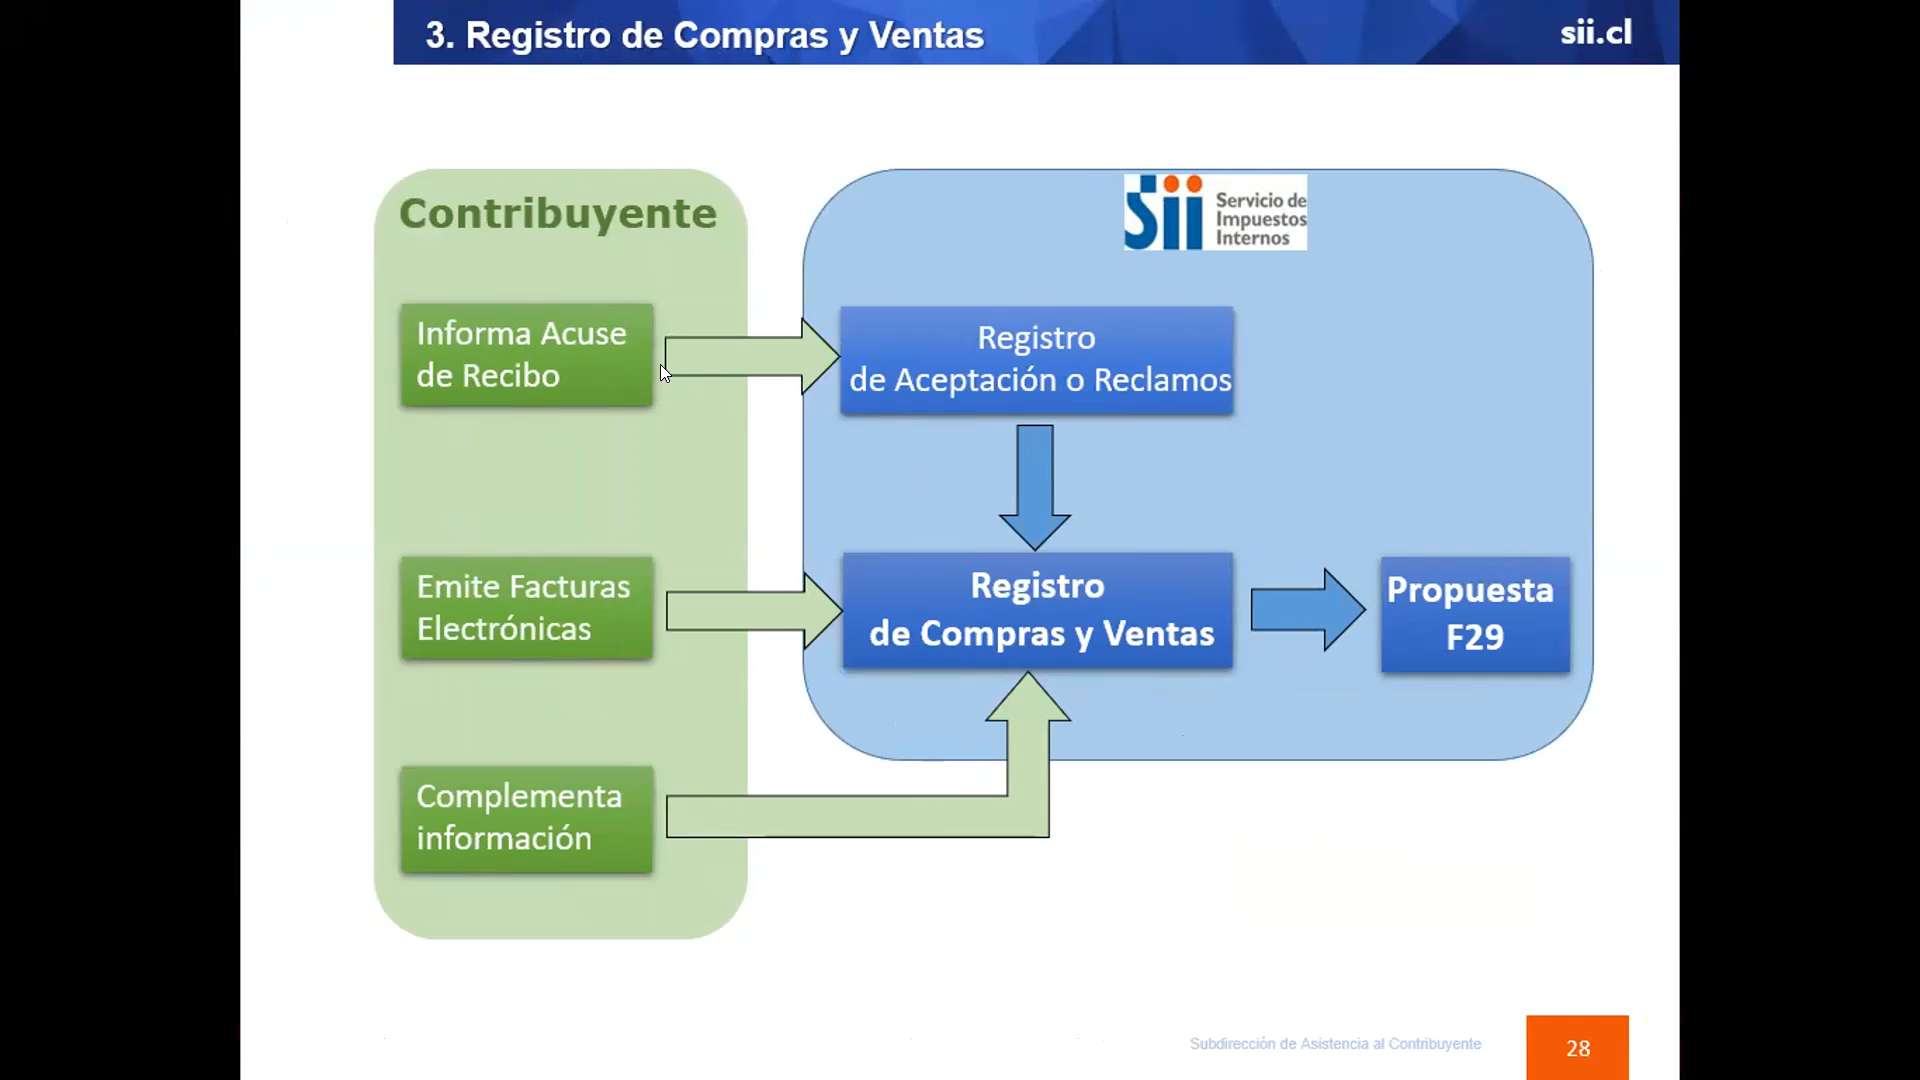 3. Registro de Compras y Ventas
sii.cl
Contribuyente
Sii
Servicio de
Impuestos
Internos
Informa Acuse
de Recibo
Registro
de Aceptación o Reclamos
Emite Facturas
Electrónicas
Registro
de Compras y Ventas
Propuesta
F29
Complementa
información
Subdirección de Asistencia al Contribuyente
28